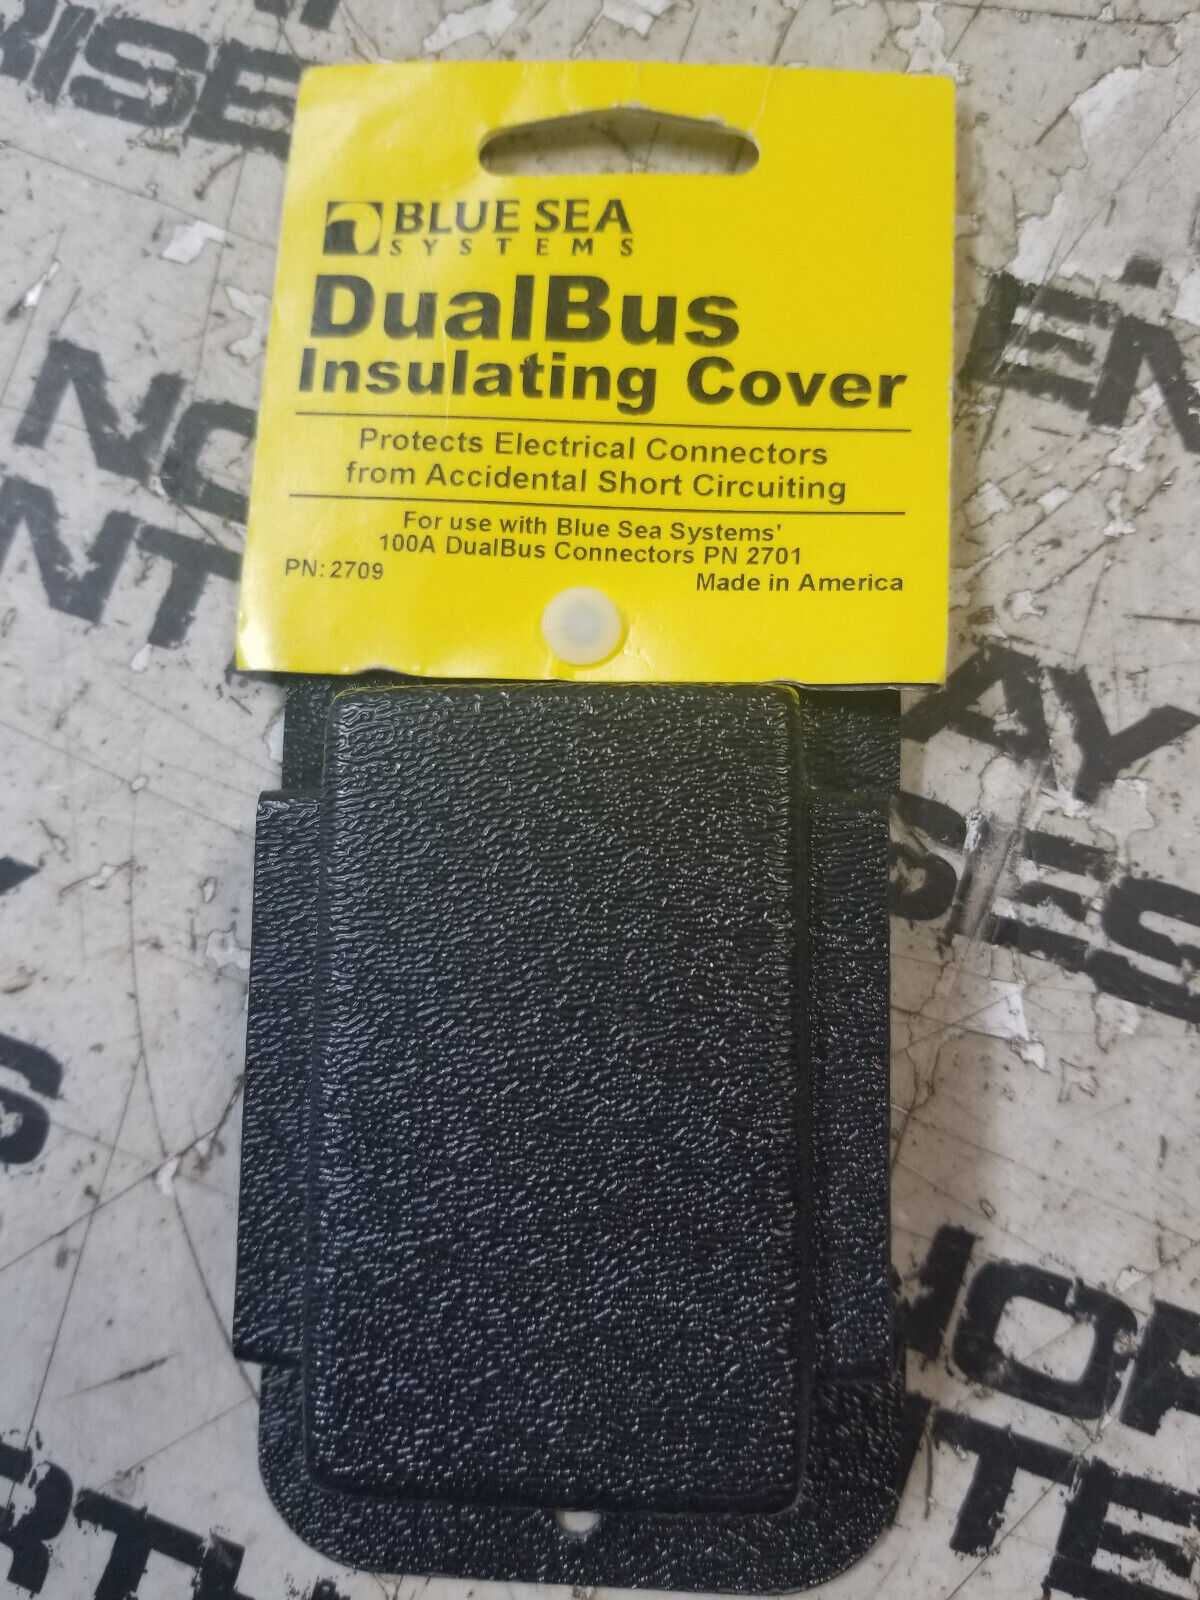 BLUE SEA
SYSTEMS
DualBus
Insulating Cover
Protects Electrical Connectors
from Accidental Short Circuiting
For use with Blue Sea Systems'
100A DualBus Connectors PN 2701
PN: 2709
Made in America